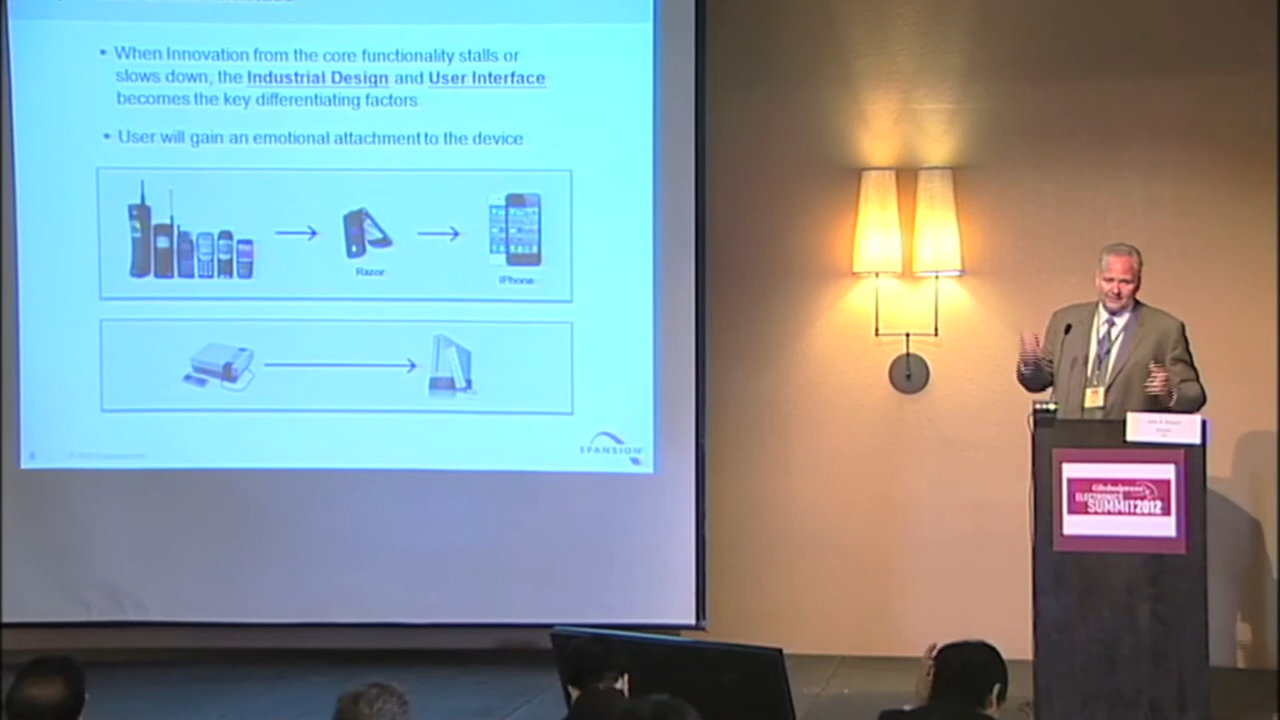 • When Innovation from the core functionality stalls or
slows down, the Industrial Design and User Interface
becomes the key differentiating factors
• User will gain an emotional attachment to the device
Razor
iPhone
SPANSION
Globalpress
ELECTRONICS
SUMMIT2012